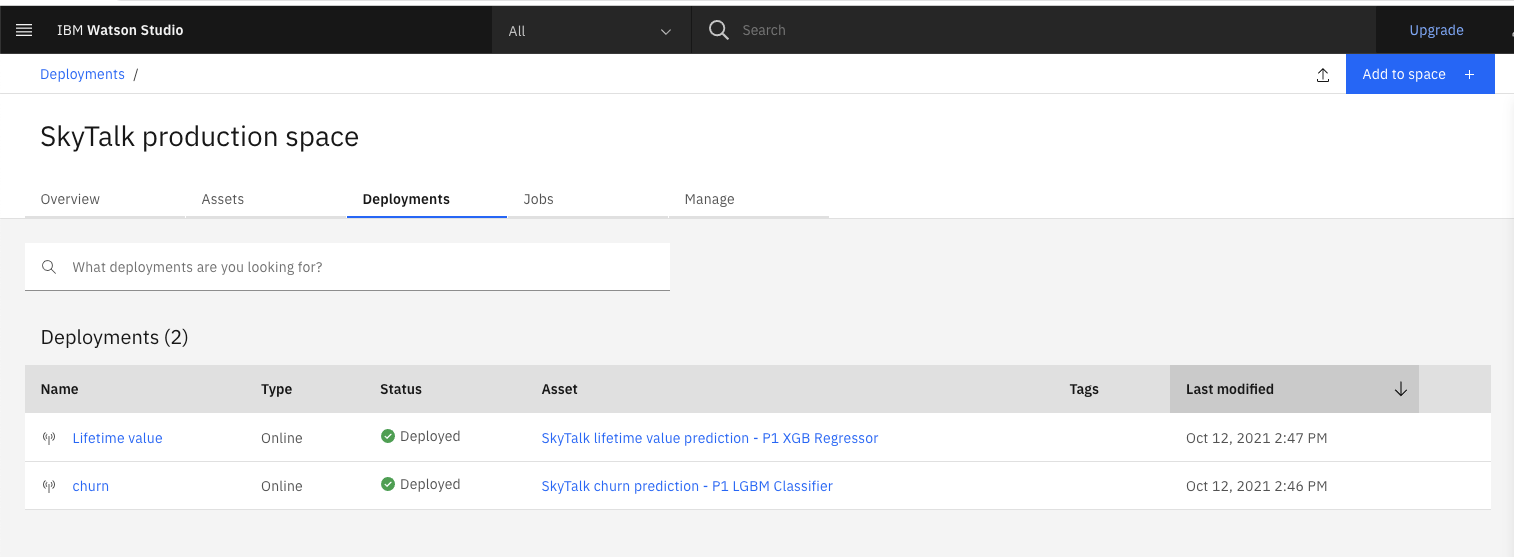 IBM Watson Studio All Search Upgrade
Deployments / Add to space +
SkyTalk production space
Overview Assets Deployments Jobs Manage
What deployments are you looking for?
Deployments (2)
Name Type Status Asset Tags Last modified
Lifetime value Online Deployed SkyTalk lifetime value prediction - P1 XGB Regressor Oct 12, 2021 2:47 PM
churn Online Deployed SkyTalk churn prediction - P1 LGBM Classifier Oct 12, 2021 2:46 PM